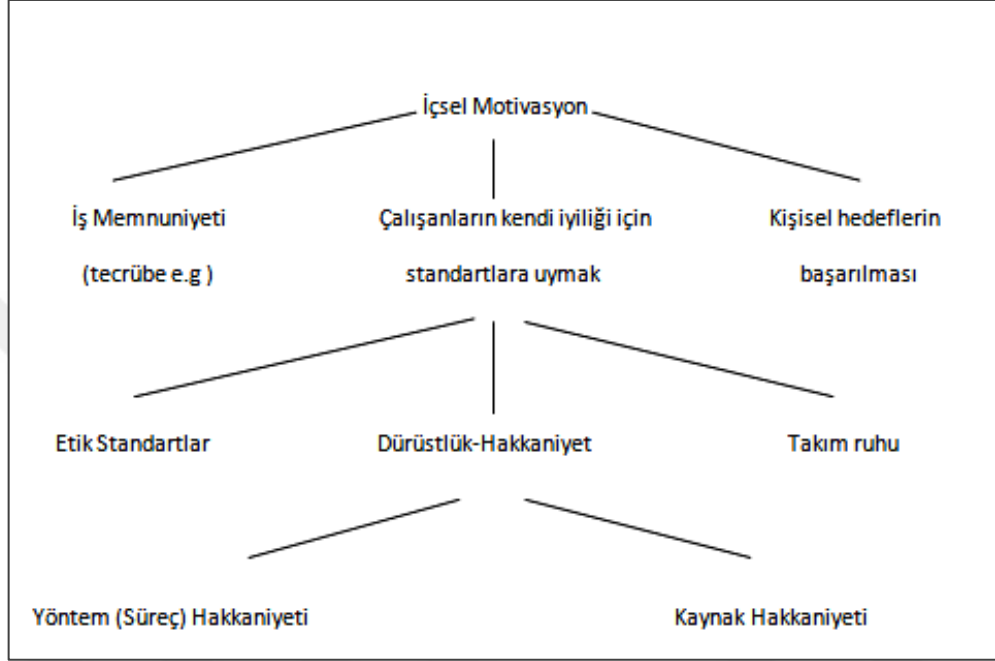 İçsel Motivasyon
İş Memnuniyeti
Çalışanların kendi iyiliği için
Kişisel hedeflerin
(tecrübe e.g )
standartlara uymak
başarılması
Etik Standartlar
Dürüstlük-Hakkaniyet
Takım ruhu
Yöntem (Süreç) Hakkaniyeti
Kaynak Hakkaniyeti